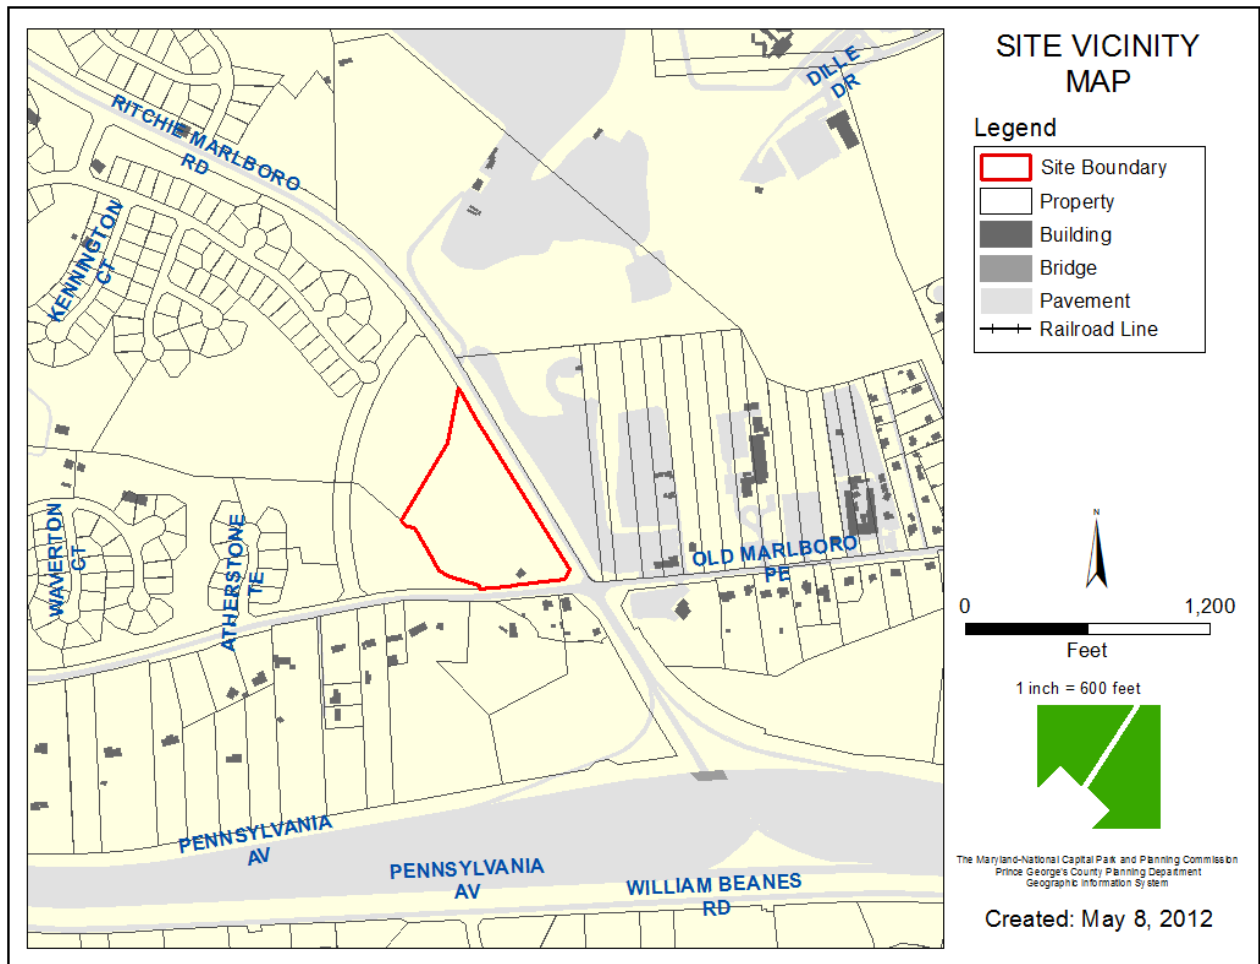 SITE VICINITY
MAP
Legend
Site Boundary
Property
Building
Bridge
Pavement
Railroad Line
N
0 1,200
Feet
1 inch = 600 feet
The Maryland-National Capital Park and Planning Commission
Prince George's County Planning Department
Geographic Information System
Created: May 8, 2012
DILLE
DR
RITCHIE MARLBORO
RD
KENNINGTON
CT
WAVERTON
CT
ATHERSTONE
TE
OLD MARLBORO
PE
PENNSYLVANIA
AV
PENNSYLVANIA
AV
WILLIAM BEANES
RD